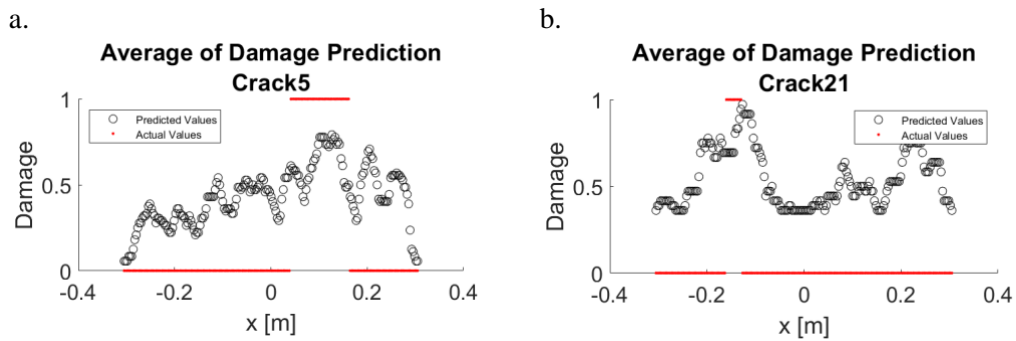 a.
Average of Damage Prediction
Crack5
1
0.5
0
Damage
Predicted Values
Actual Values
-0.4
-0.2
0
0.2
0.4
x [m]
b.
Average of Damage Prediction
Crack21
1
0.5
0
Damage
Predicted Values
Actual Values
-0.4
-0.2
0
0.2
0.4
x [m]